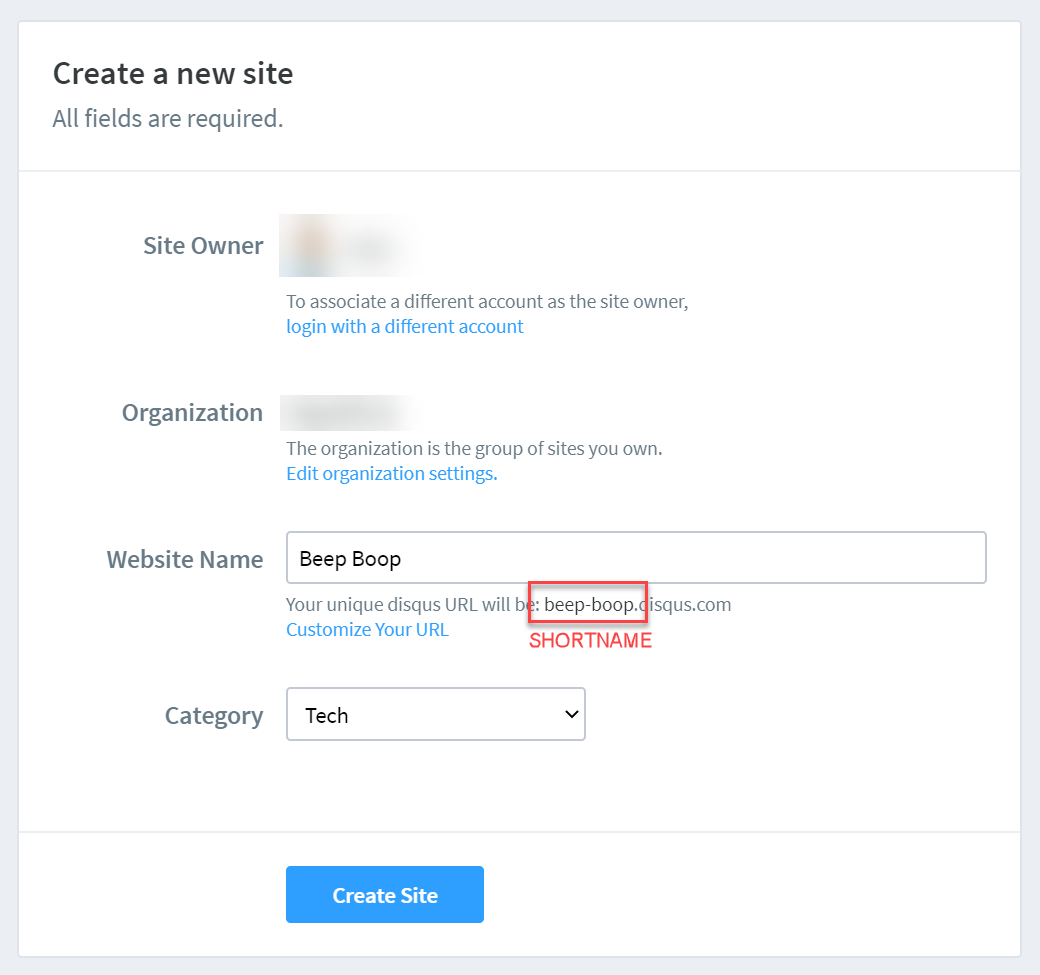 Create a new site
All fields are required.
Site Owner
To associate a different account as the site owner,
login with a different account
Organization
The organization is the group of sites you own.
Edit organization settings.
Website Name
Beep Boop
Your unique disqus URL will be: beep-boop.disqus.com
Customize Your URL
SHORTNAME
Category
Tech
Create Site